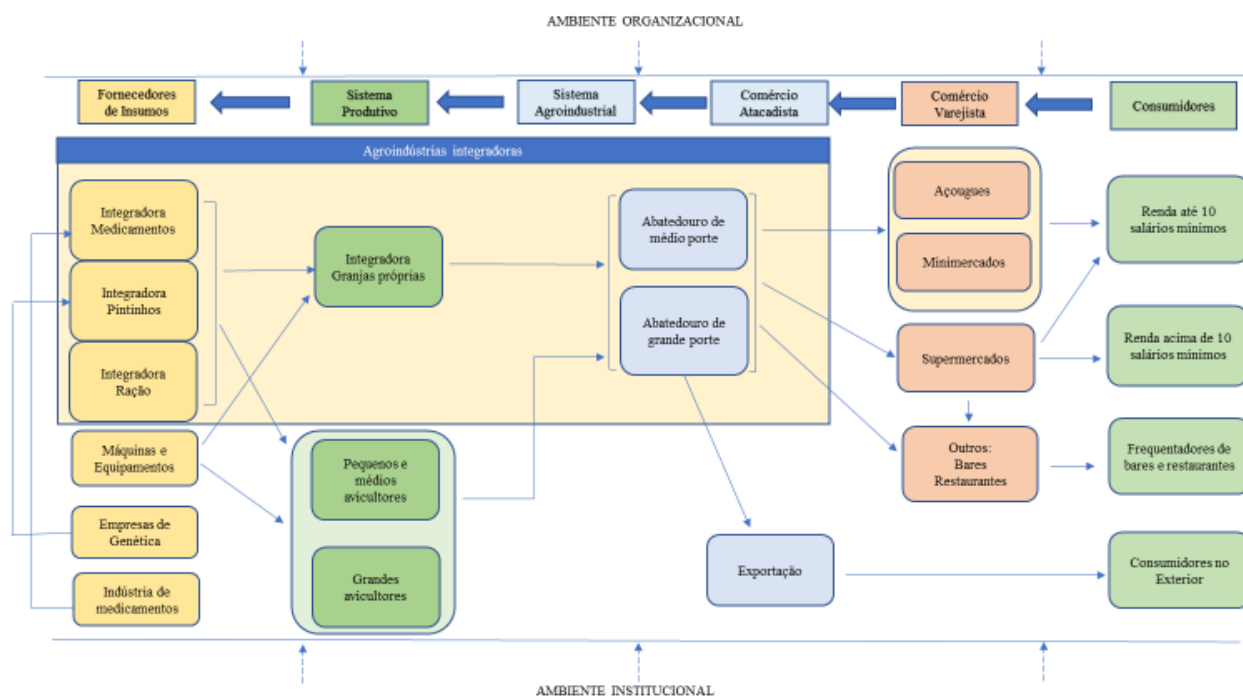 AMBIENTE ORGANIZACIONAL
Fornecedores
de Insumos
Sistema
Produtivo
Sistema
Agroindustrial
Comércio
Atacadista
Comércio
Varejista
Consumidores
Agroindústrias integradoras
Integradora
Medicamentos
Integradora
Pintinhos
Integradora
Ração
Máquinas e
Equipamentos
Empresas de
Genética
Indústria de
medicamentos
Integradora
Granjas próprias
Pequenos e
médios
avicultores
Grandes
avicultores
Abatedouro de
médio porte
Abatedouro de
grande porte
Exportação
Açougues
Minimercados
Supermercados
Outros:
Bares
Restaurantes
Renda até 10
salários mínimos
Renda acima de 10
salários mínimos
Frequentadores de
bares e restaurantes
Consumidores no
Exterior
AMBIENTE INSTITUCIONAL